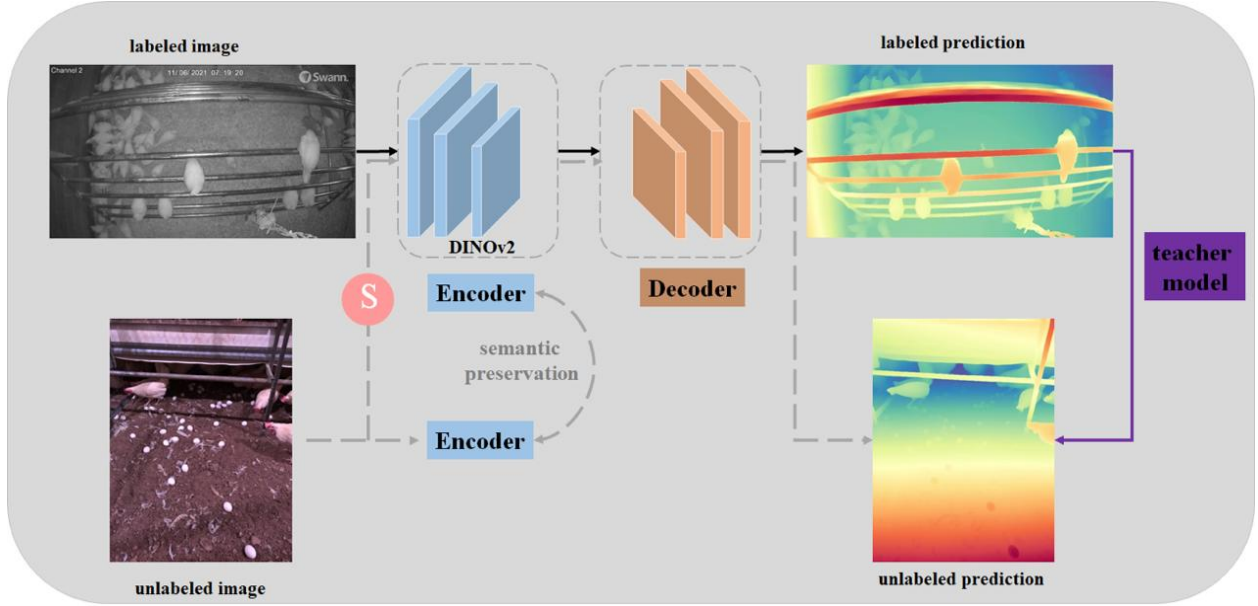 labeled image
labeled prediction
Channel 2
11/06/2021 07:19:20
Swann.
DINOv2
S
Encoder
Decoder
teacher
model
semantic
preservation
Encoder
unlabeled image
unlabeled prediction